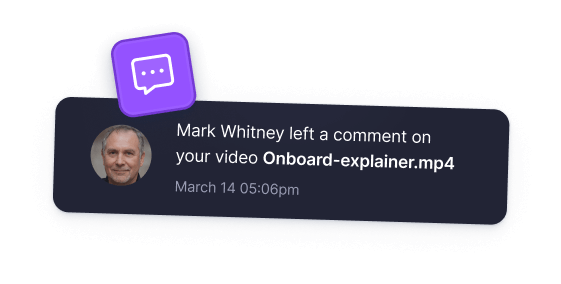 Mark Whitney left a comment on
your video Onboard-explainer.mp4
March 14 05:06pm